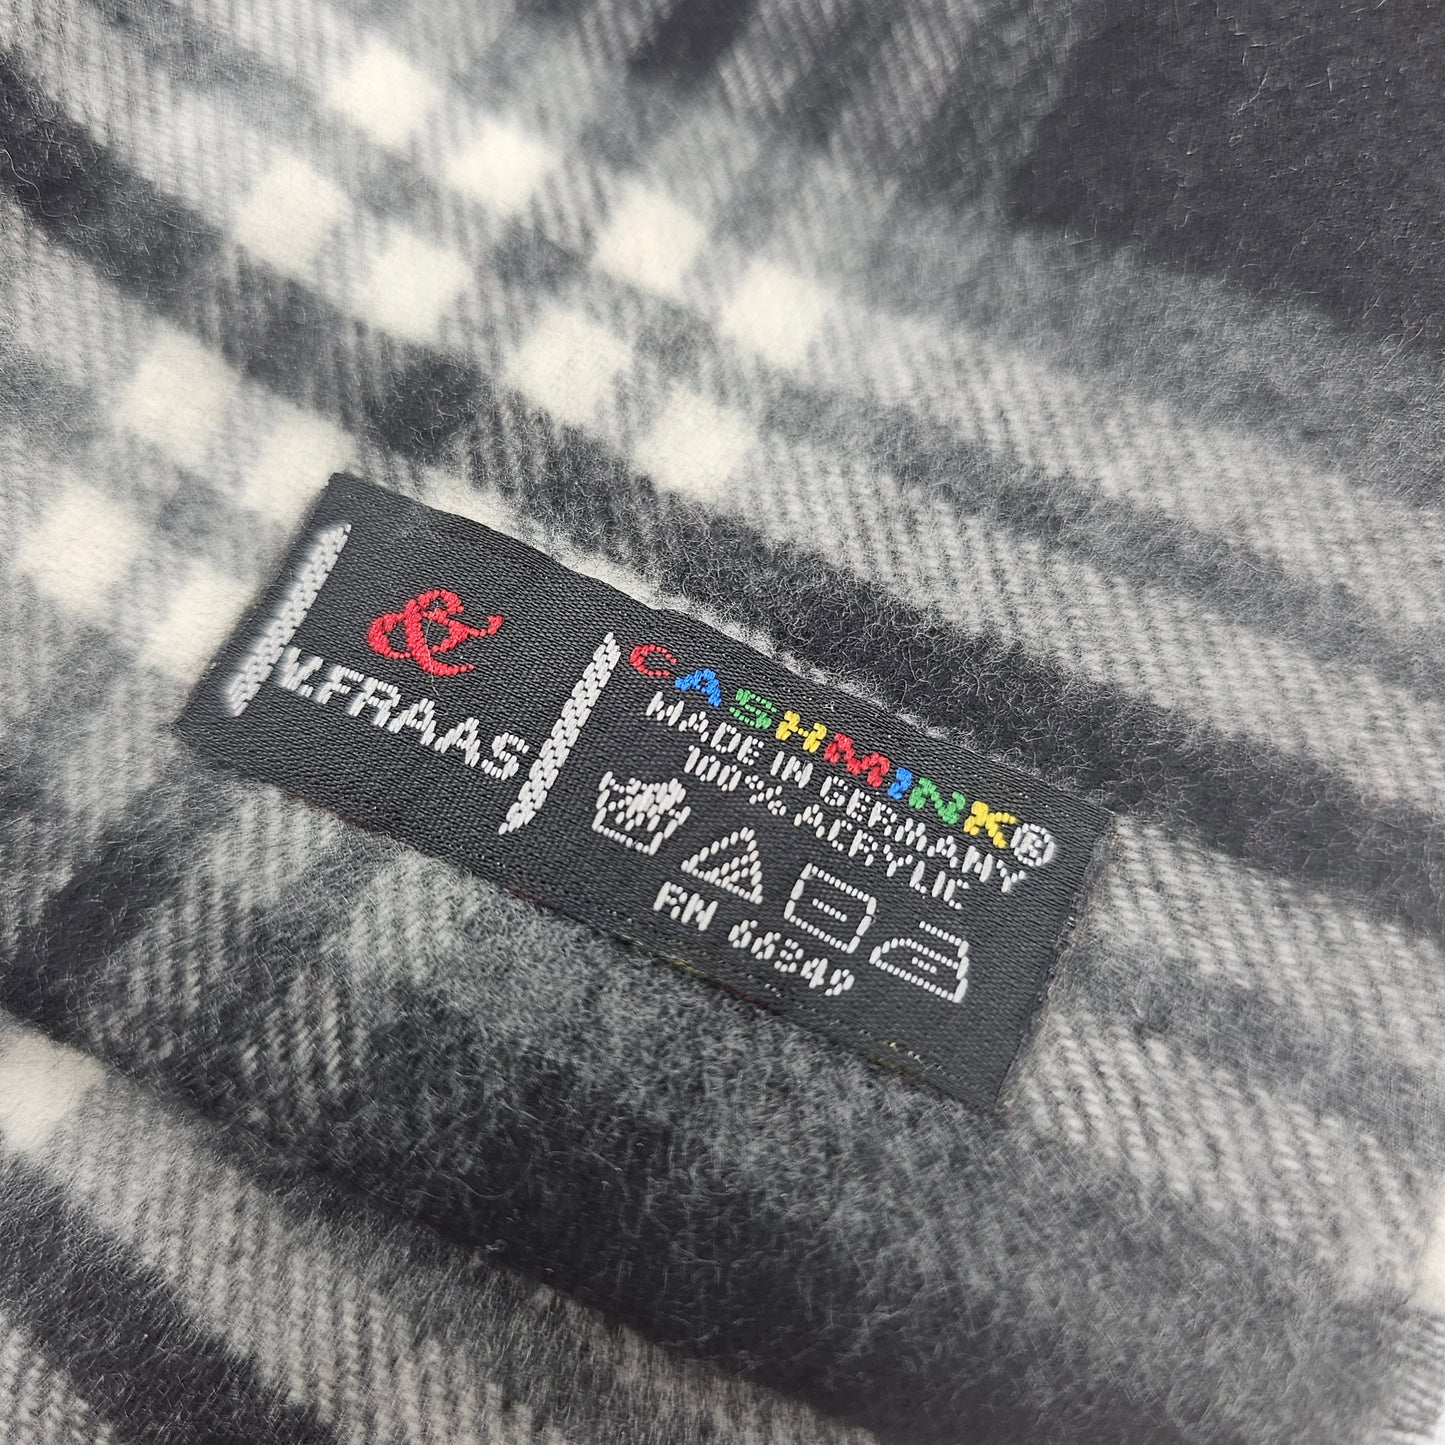 &
V.FRAAS
CASHMINK®
MADE IN GERMANY
100% ACRYLIC
RN 66349